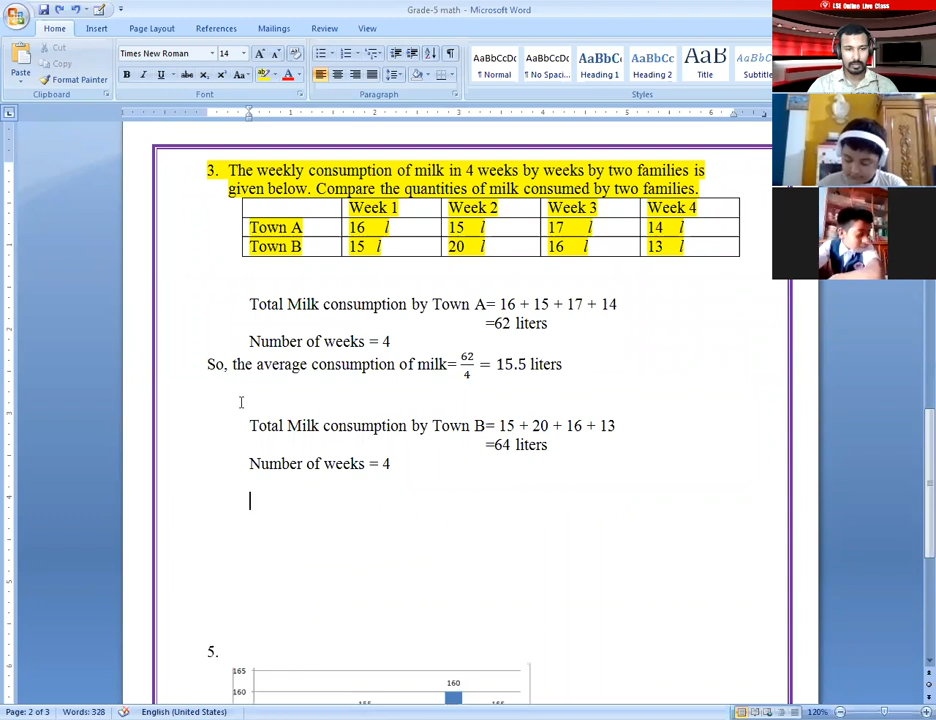 Grade-5 math - Microsoft Word
Home Insert Page Layout References Mailings Review View
Paste
Cut
Copy
Format Painter
Clipboard
Times New Roman 14
Font
Paragraph
AaBbCcDc AaBbCcDc AaBbCc AaBbCc AaB AaBbCcL
¶ Normal ¶ No Spaci... Heading 1 Heading 2 Title Subtitle
Styles
LSI Online Live Class
3. The weekly consumption of milk in 4 weeks by weeks by two families is
given below. Compare the quantities of milk consumed by two families.
Week 1 Week 2 Week 3 Week 4
Town A 16 l 15 l 17 l 14 l
Town B 15 l 20 l 16 l 13 l
Total Milk consumption by Town A= 16 + 15 + 17 + 14
=62 liters
Number of weeks = 4
So, the average consumption of milk= 62/4 = 15.5 liters
Total Milk consumption by Town B= 15 + 20 + 16 + 13
=64 liters
Number of weeks = 4
5.
165
160
160
Page: 2 of 3 Words: 328 English (United States) 120%